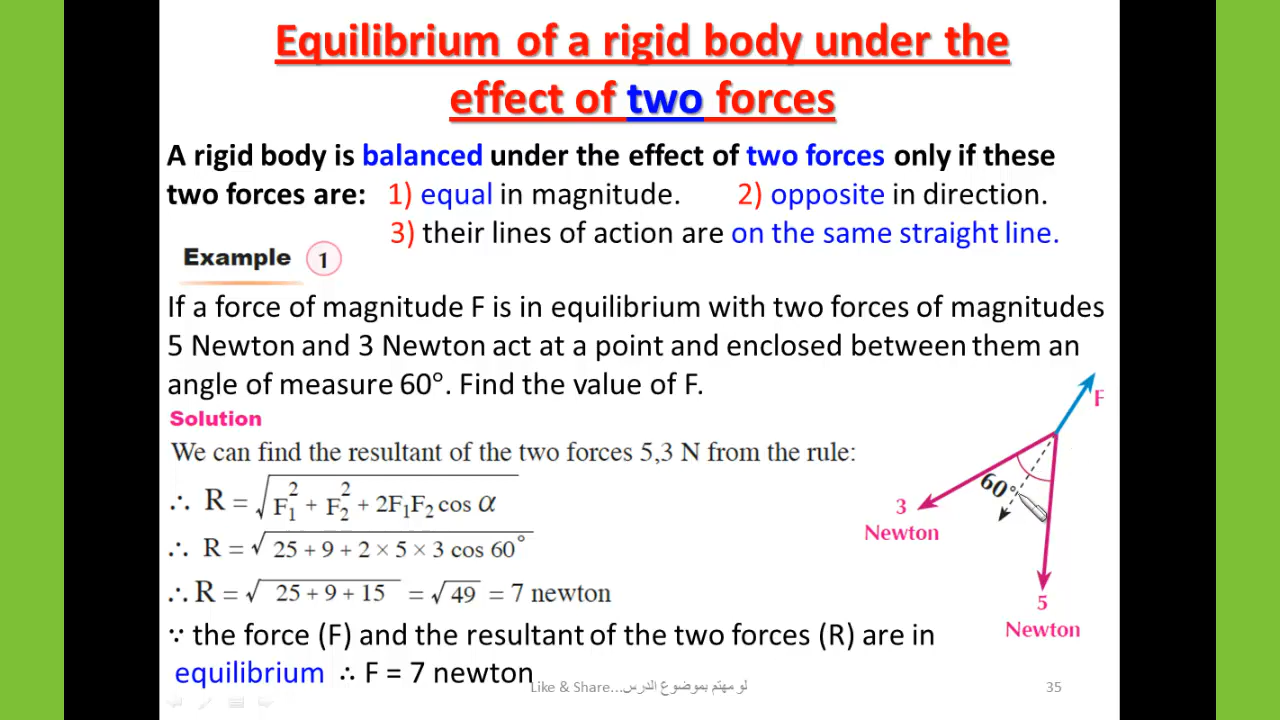 Equilibrium of a rigid body under the
effect of two forces
A rigid body is balanced under the effect of two forces only if these
two forces are: 1) equal in magnitude. 2) opposite in direction.
3) their lines of action are on the same straight line.
Example 1
If a force of magnitude F is in equilibrium with two forces of magnitudes
5 Newton and 3 Newton act at a point and enclosed between them an
angle of measure 60°. Find the value of F.
Solution
We can find the resultant of the two forces 5,3 N from the rule:
∴ R = √(F₁² + F₂² + 2F₁F₂ cos α)
∴ R = √(25 + 9 + 2 × 5 × 3 cos 60°)
∴ R = √(25 + 9 + 15) = √49 = 7 newton
∵ the force (F) and the resultant of the two forces (R) are in
equilibrium ∴ F = 7 newton
F
60°
3
Newton
5
Newton
Like & Share...لو مهتم بموضوع الدرس
35